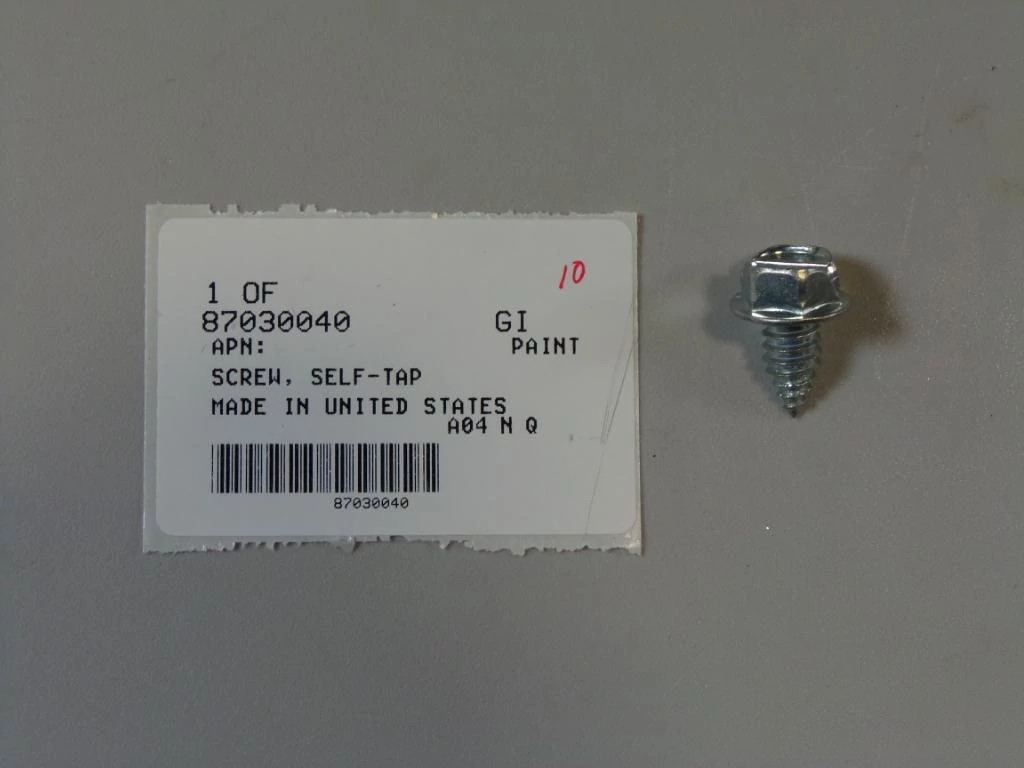 10
1 OF
87030040 GI
APN: PAINT
SCREW, SELF-TAP
MADE IN UNITED STATES
A04 N Q
87030040